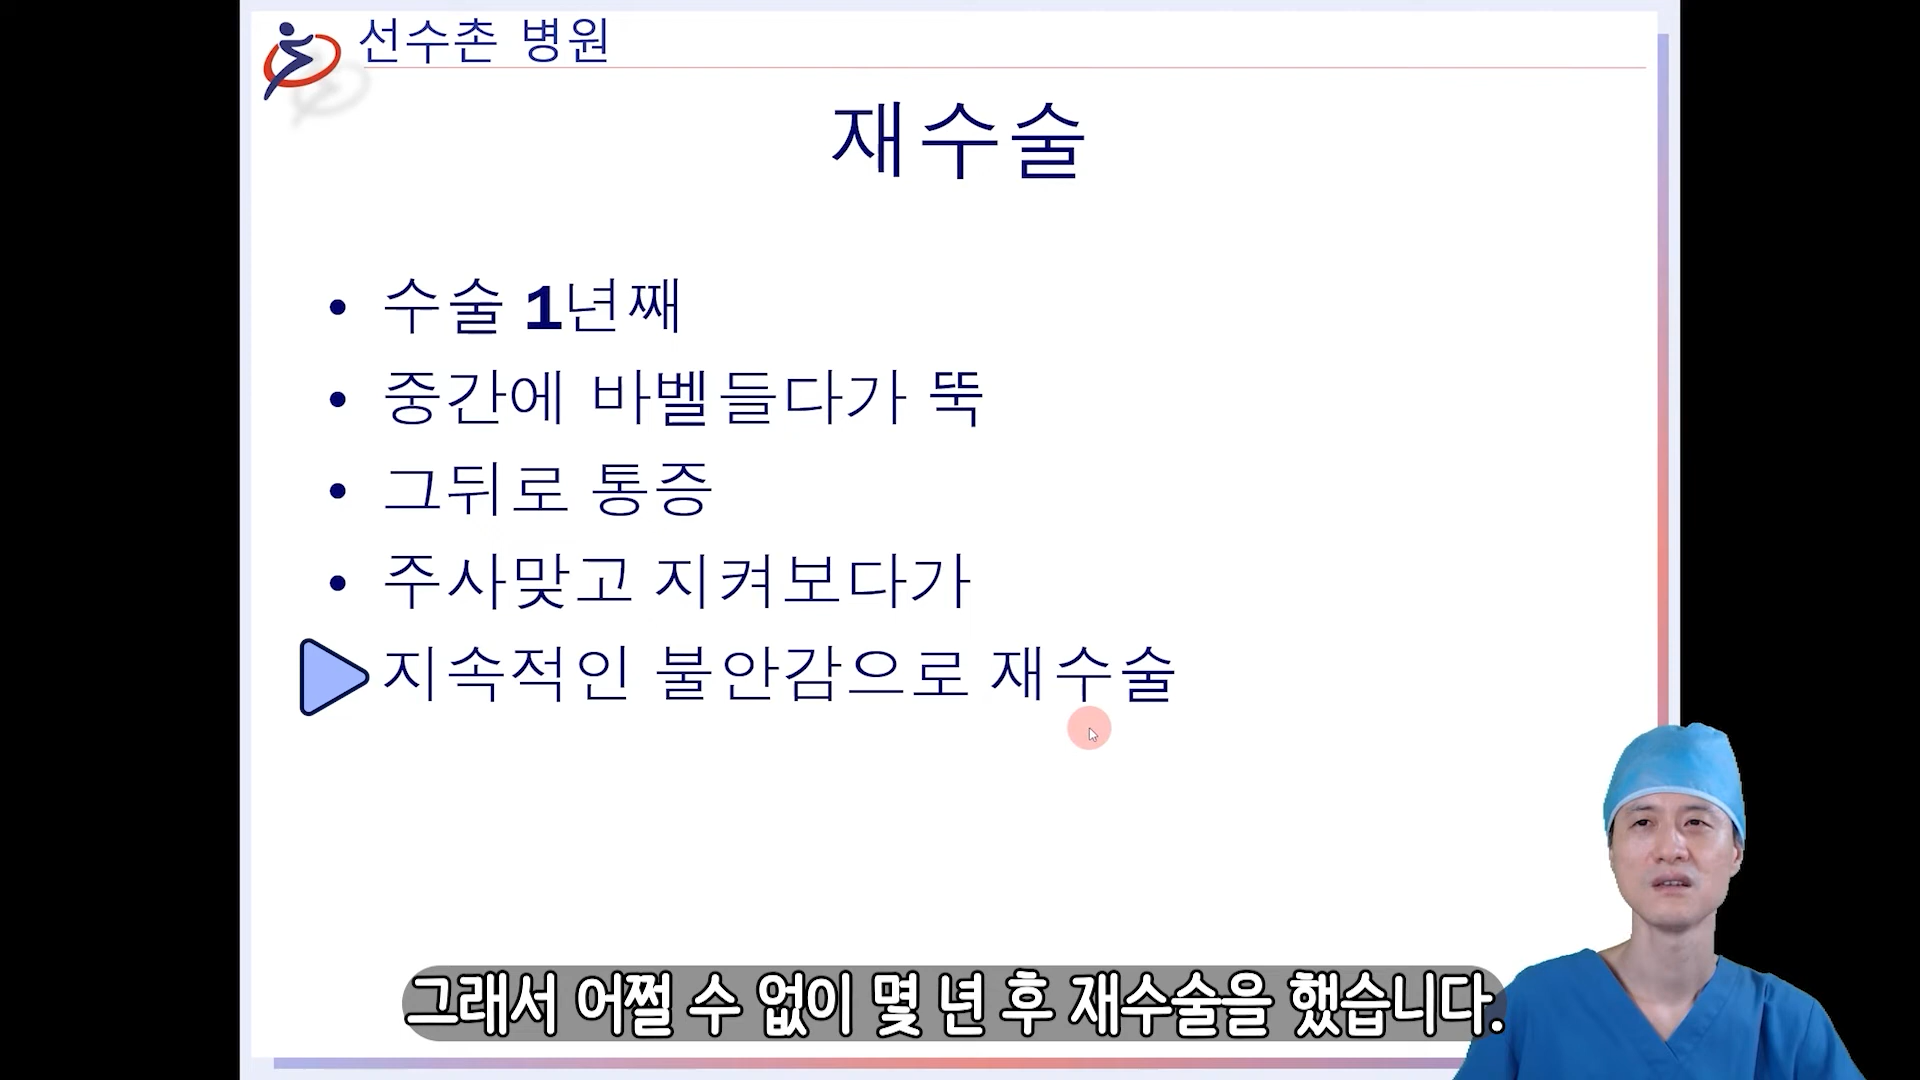 선수촌 병원
재수술
• 수술 1년째
• 중간에 바벨들다가 뚝
• 그뒤로 통증
• 주사맞고 지켜보다가
지속적인 불안감으로 재수술
그래서 어쩔 수 없이 몇 년 후 재수술을 했습니다.